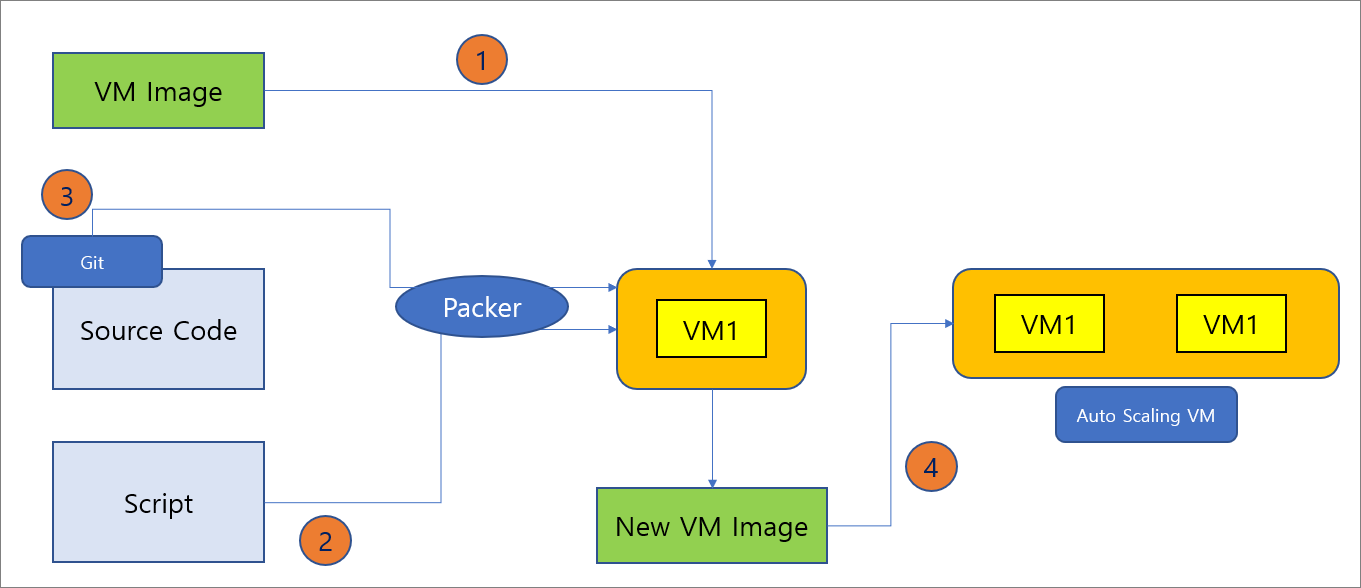 1
VM Image
3
Git
Source Code
Packer
VM1
VM1
VM1
Auto Scaling VM
Script
2
New VM Image
4